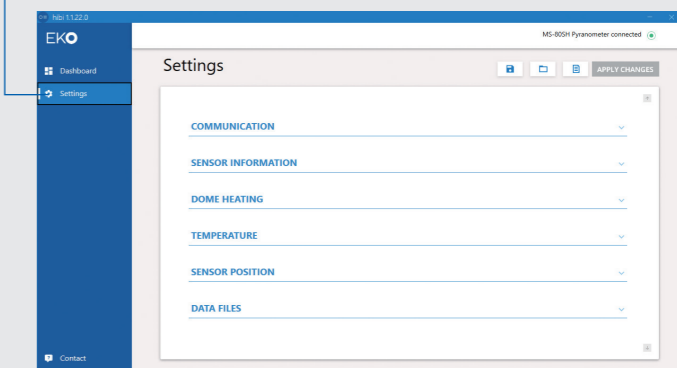 hibi 1.1.22.0
EKO
MS-80SH Pyranometer connected
Dashboard
Settings
Settings
APPLY CHANGES
COMMUNICATION
SENSOR INFORMATION
DOME HEATING
TEMPERATURE
SENSOR POSITION
DATA FILES
Contact